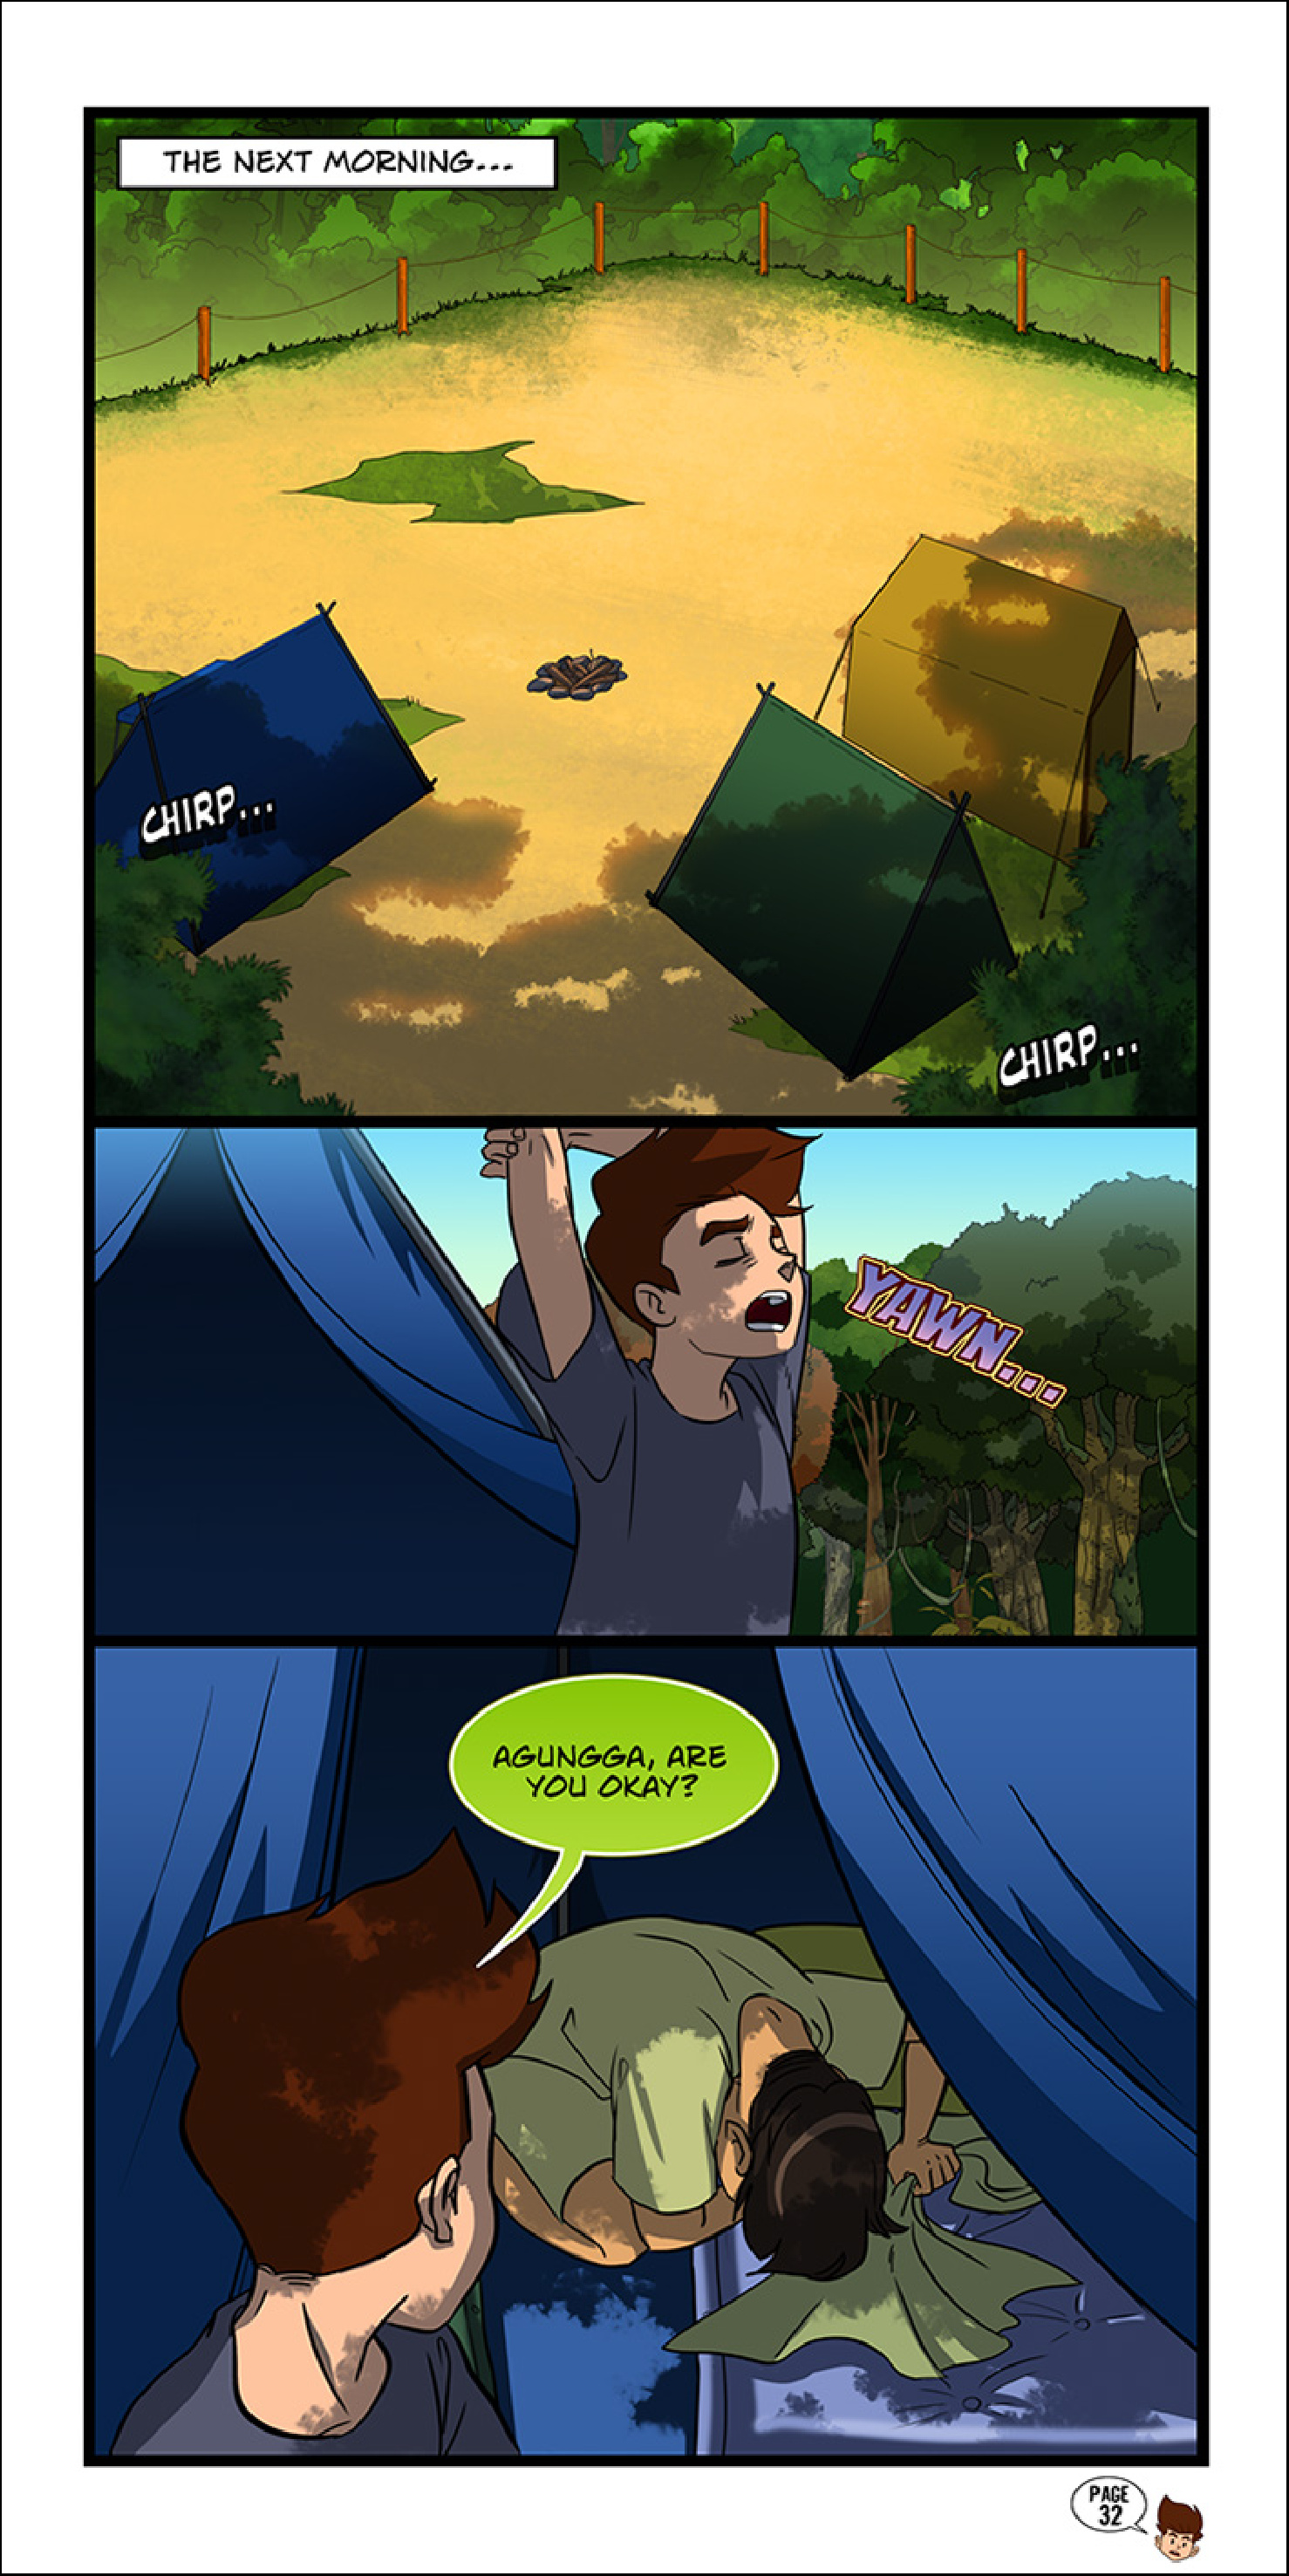 THE NEXT MORNING...
CHIRP...
CHIRP...
YAWN...
AGUNGGA, ARE
YOU OKAY?
PAGE
32